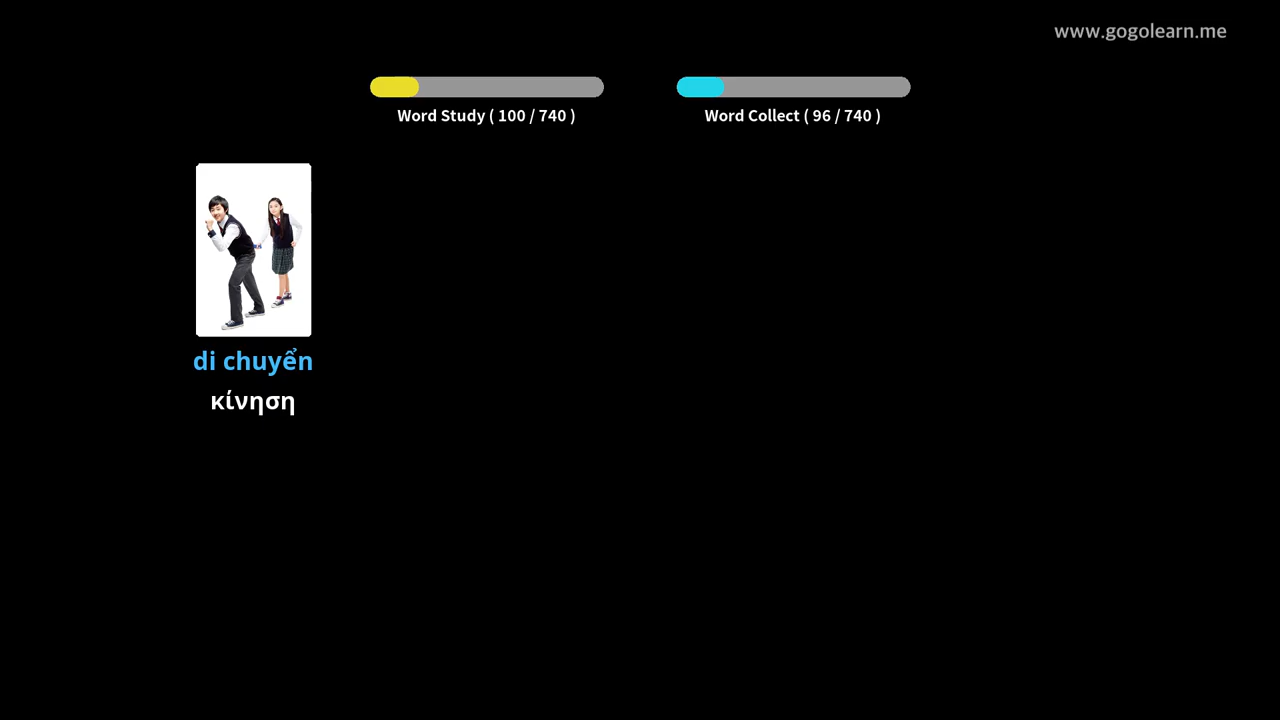 www.gogolearn.me
Word Study ( 100 / 740 )
Word Collect ( 96 / 740 )
di chuyển
κίνηση